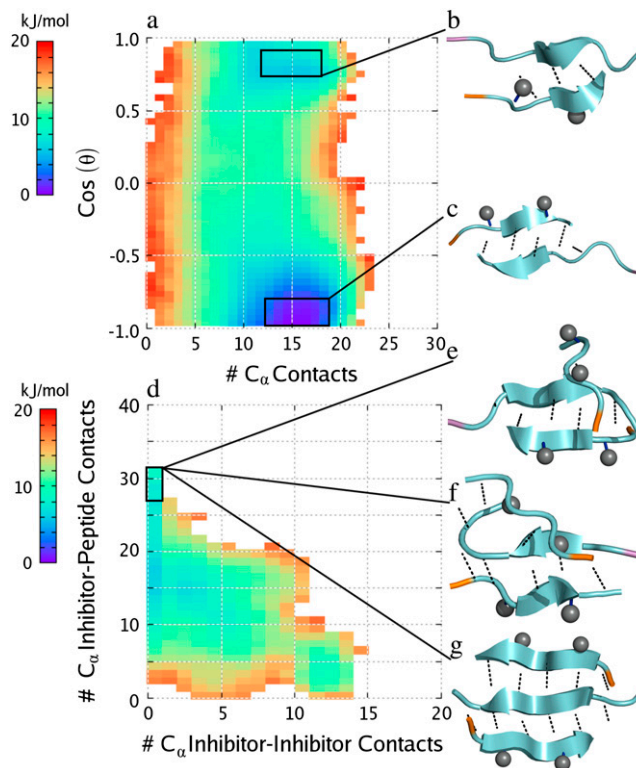 kJ/mol
20
10
0
a
Cos (θ)
1.0
0.5
0.0
-0.5
-1.0
0 5 10 15 20 25 30
# Cα Contacts
b
c
kJ/mol
20
10
0
d
# Cα Inhibitor-Peptide Contacts
40
30
20
10
0
0 5 10 15 20
# Cα Inhibitor-Inhibitor Contacts
e
f
g